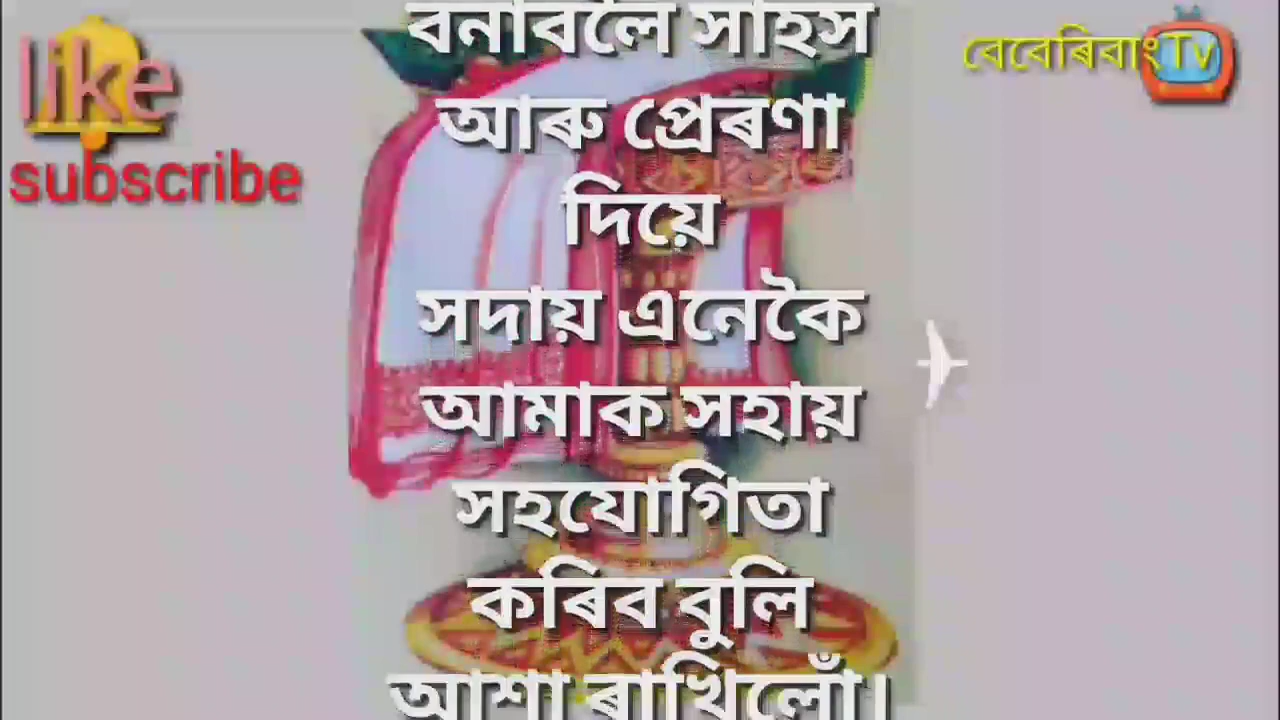 like
subscribe
বেবেৰিবাং Tv
বনাবলৈ সাহস
আৰু প্ৰেৰণা
দিয়ে
সদায় এনেকৈ
আমাক সহায়
সহযোগিতা
কৰিব বুলি
আশা ৰাখিলোঁ।